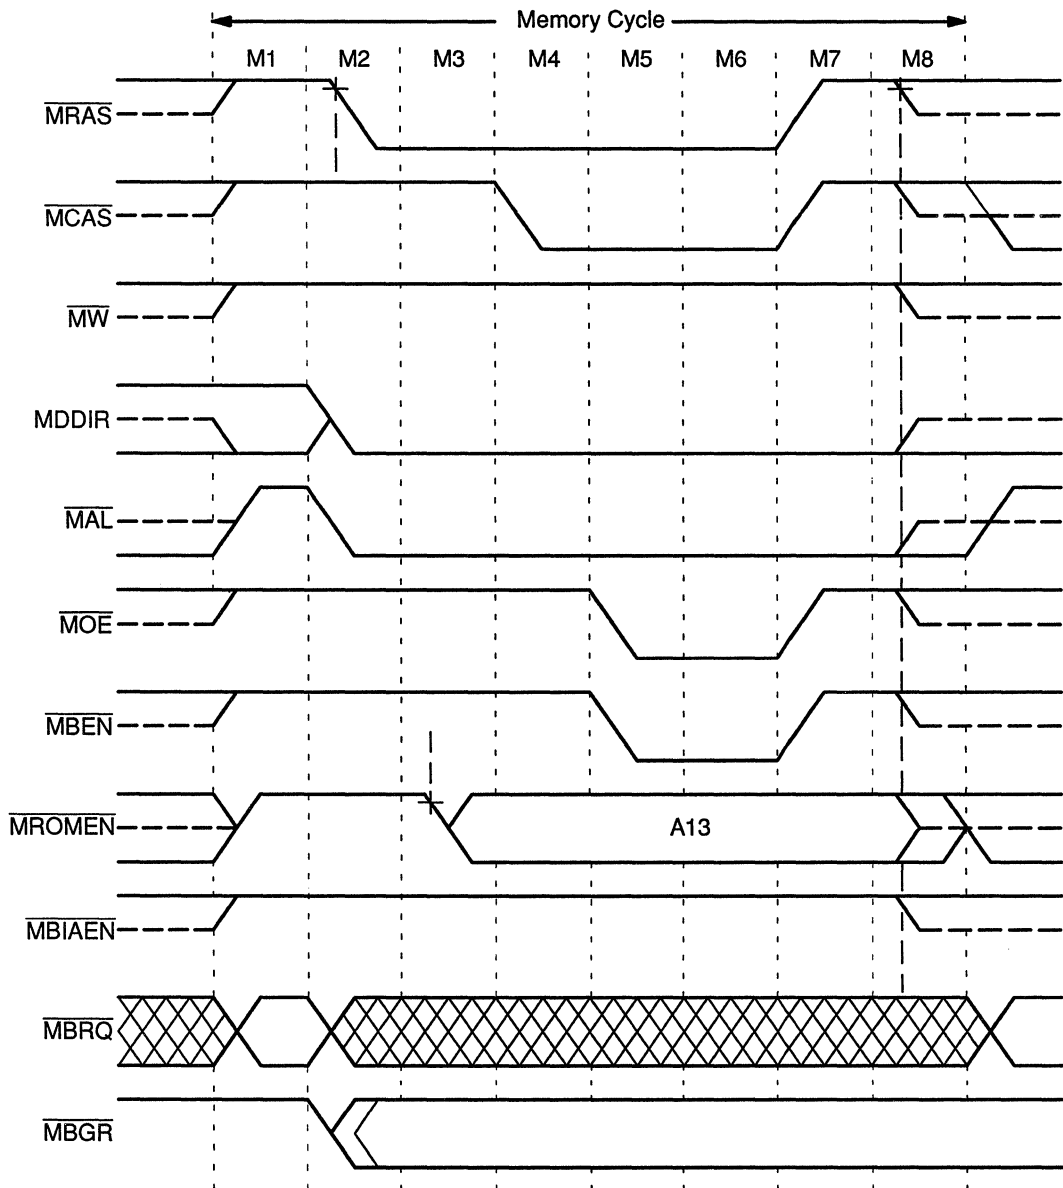 Memory Cycle
M1 M2 M3 M4 M5 M6 M7 M8
MRAS
MCAS
MW
MDDIR
MAL
MOE
MBEN
MROMEN
A13
MBIAEN
MBRQ
MBGR